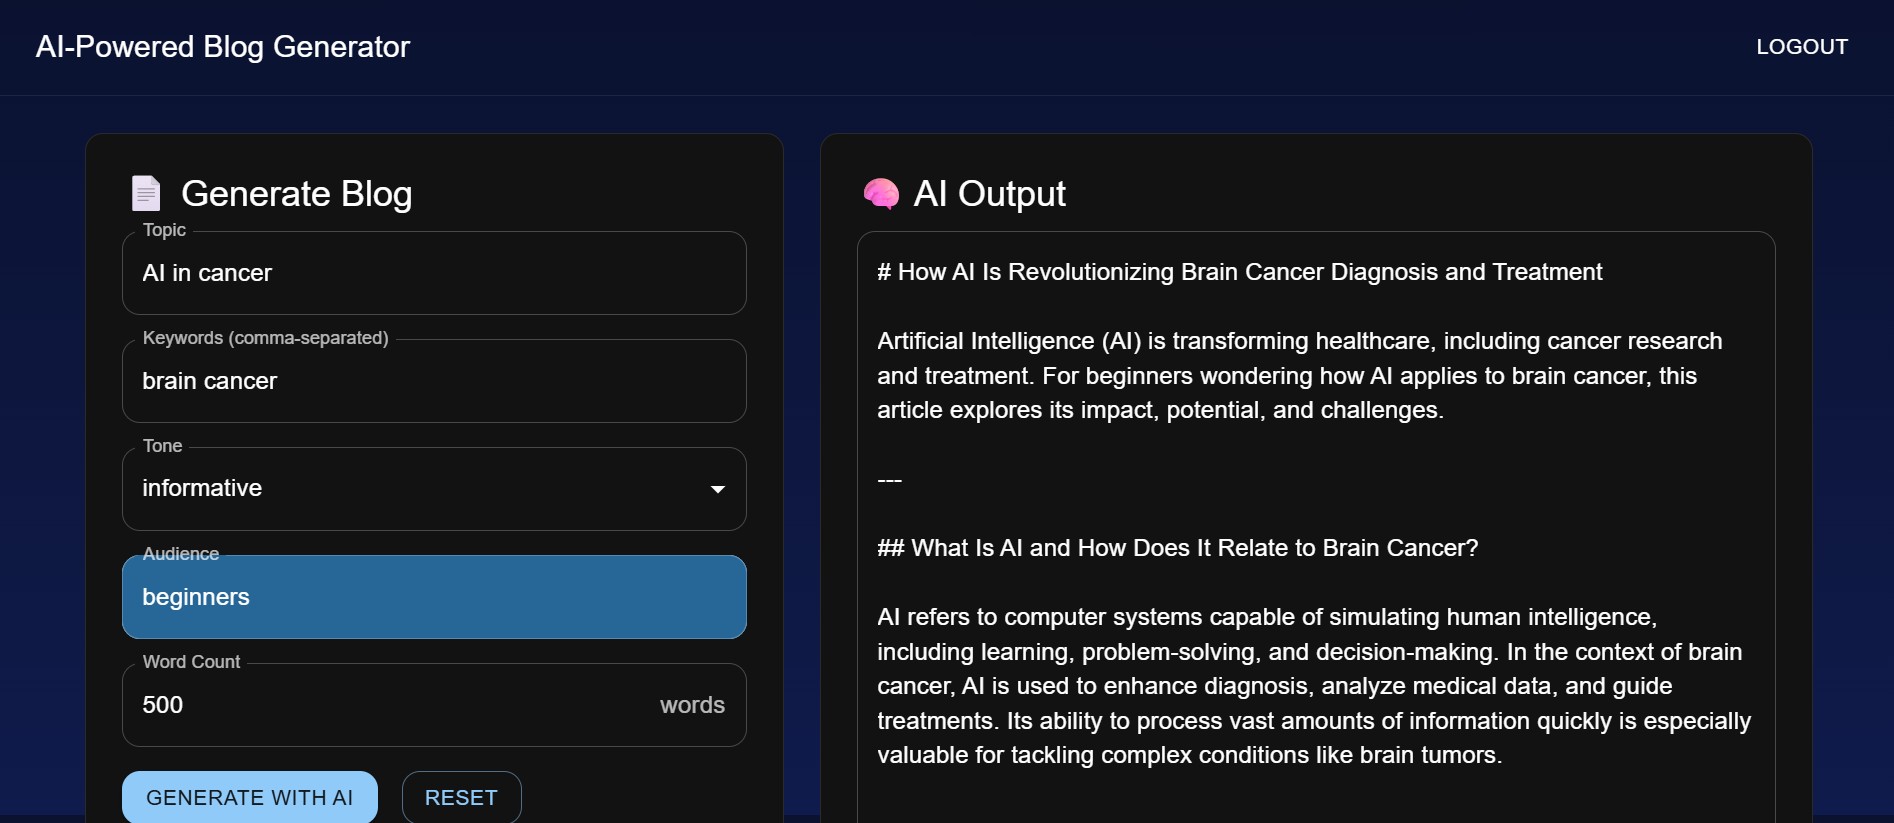 AI-Powered Blog Generator
LOGOUT
Generate Blog
Topic
AI in cancer
Keywords (comma-separated)
brain cancer
Tone
informative
Audience
beginners
Word Count
500 words
GENERATE WITH AI
RESET
AI Output
# How AI Is Revolutionizing Brain Cancer Diagnosis and Treatment
Artificial Intelligence (AI) is transforming healthcare, including cancer research
and treatment. For beginners wondering how AI applies to brain cancer, this
article explores its impact, potential, and challenges.
---
## What Is AI and How Does It Relate to Brain Cancer?
AI refers to computer systems capable of simulating human intelligence,
including learning, problem-solving, and decision-making. In the context of brain
cancer, AI is used to enhance diagnosis, analyze medical data, and guide
treatments. Its ability to process vast amounts of information quickly is especially
valuable for tackling complex conditions like brain tumors.